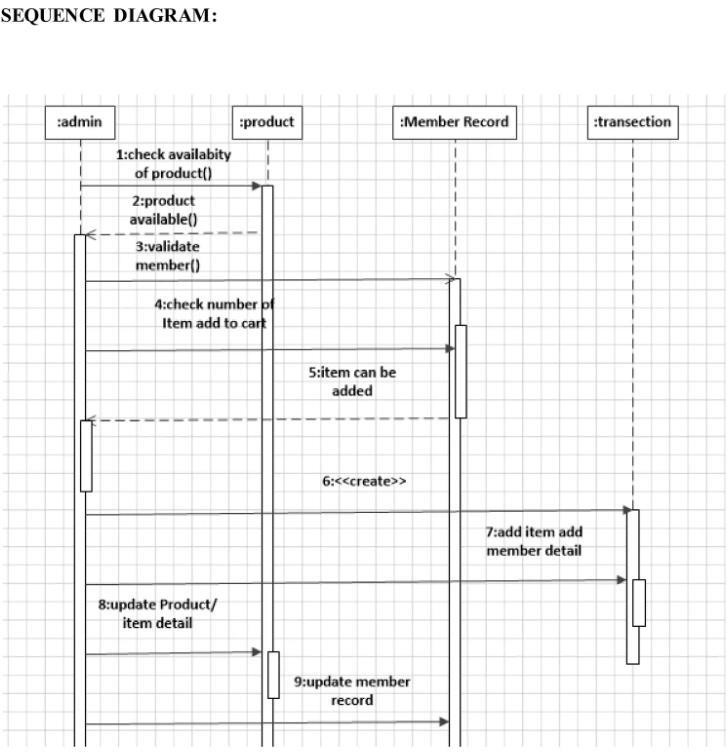 SEQUENCE DIAGRAM:
:admin
:product
:Member Record
:transection
1:check availabity
of product()
2:product
available()
3:validate
member()
4:check number of
Item add to cart
5:item can be
added
6:<<create>>
7:add item add
member detail
8:update Product/
item detail
9:update member
record